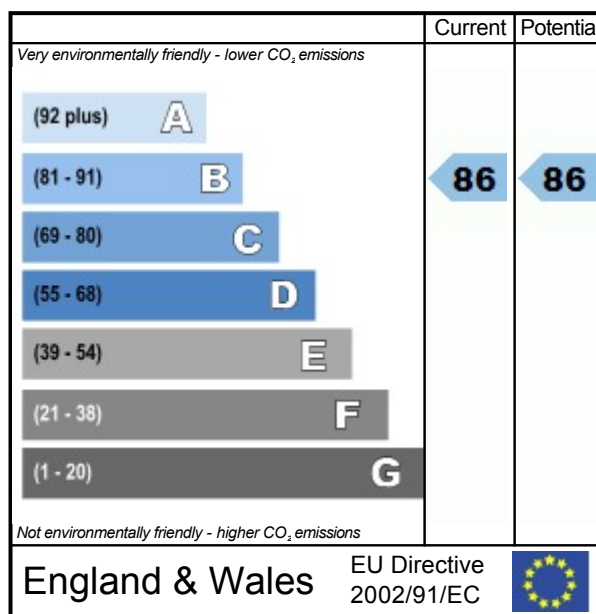 Current Potentia
Very environmentally friendly - lower CO₂ emissions
(92 plus) A
(81 - 91) B 86 86
(69 - 80) C
(55 - 68) D
(39 - 54) E
(21 - 38) F
(1 - 20) G
Not environmentally friendly - higher CO₂ emissions
England & Wales
EU Directive
2002/91/EC